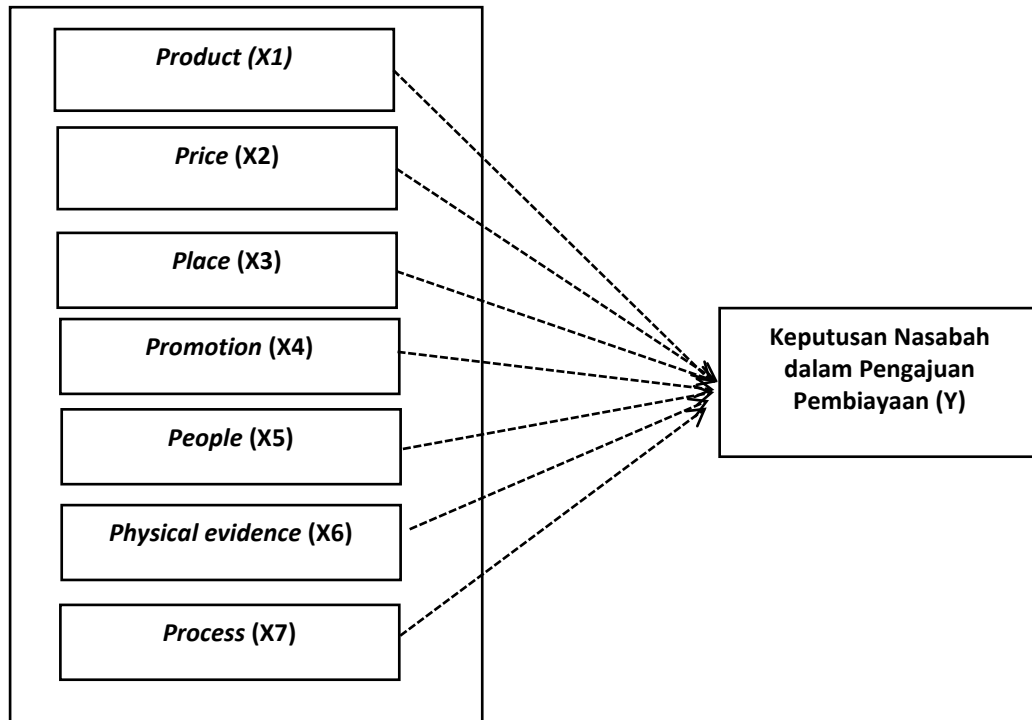 Product (X1)
Price (X2)
Place (X3)
Promotion (X4)
People (X5)
Physical evidence (X6)
Process (X7)
Keputusan Nasabah
dalam Pengajuan
Pembiayaan (Y)